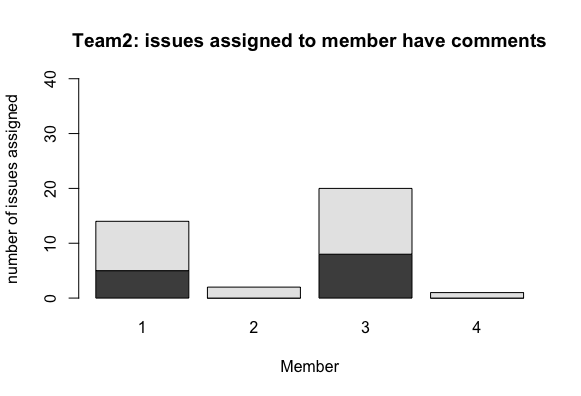 Team2: issues assigned to member have comments
number of issues assigned
40
30
20
10
0
1 2 3 4
Member